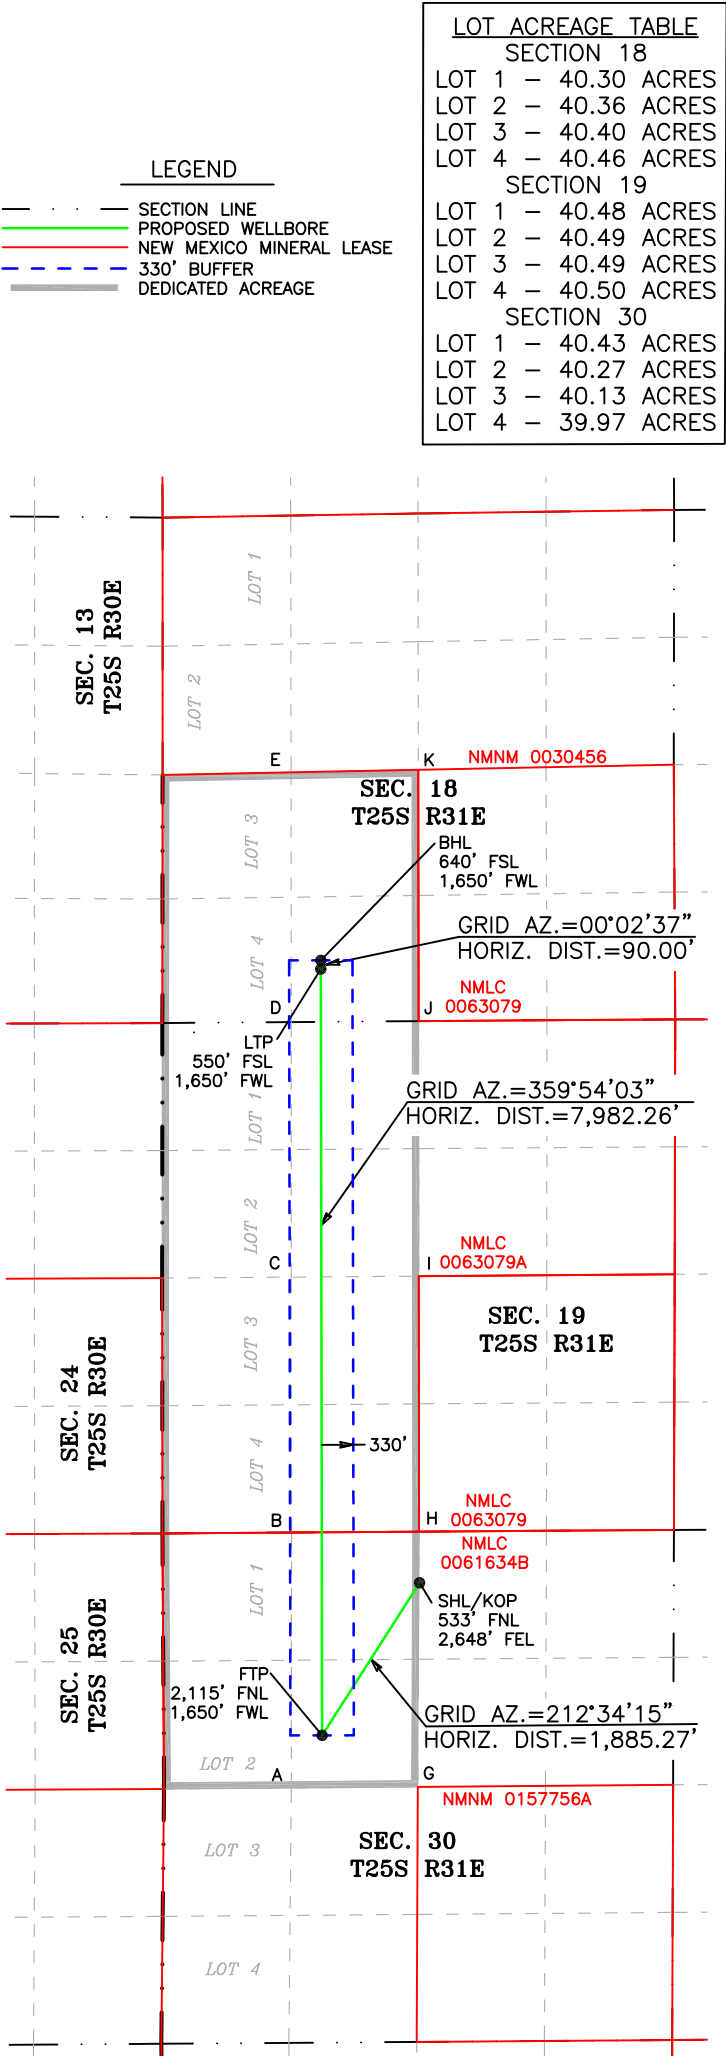 LOT ACREAGE TABLE
SECTION 18
LOT 1 – 40.30 ACRES
LOT 2 – 40.36 ACRES
LOT 3 – 40.40 ACRES
LOT 4 – 40.46 ACRES
SECTION 19
LOT 1 – 40.48 ACRES
LOT 2 – 40.49 ACRES
LOT 3 – 40.49 ACRES
LOT 4 – 40.50 ACRES
SECTION 30
LOT 1 – 40.43 ACRES
LOT 2 – 40.27 ACRES
LOT 3 – 40.13 ACRES
LOT 4 – 39.97 ACRES
LEGEND
SECTION LINE
PROPOSED WELLBORE
NEW MEXICO MINERAL LEASE
330' BUFFER
DEDICATED ACREAGE
LOT 1
SEC. 13
T25S R30E
LOT 2
E
K
NMNM 0030456
SEC. 18
T25S R31E
LOT 3
BHL
640' FSL
1,650' FWL
GRID AZ.=00°02'37"
HORIZ. DIST.=90.00'
LOT 4
NMLC
0063079
D
J
LTP
550' FSL
1,650' FWL
GRID AZ.=359°54'03"
HORIZ. DIST.=7,982.26'
LOT 1
LOT 2
NMLC
0063079A
C
I
SEC. 19
T25S R31E
LOT 3
SEC. 24
T25S R30E
330'
LOT 4
NMLC
0063079
B
H
NMLC
0061634B
LOT 1
SHL/KOP
533' FNL
2,648' FEL
SEC. 25
T25S R30E
FTP
2,115' FNL
1,650' FWL
GRID AZ.=212°34'15"
HORIZ. DIST.=1,885.27'
LOT 2
A
G
NMNM 0157756A
SEC. 30
T25S R31E
LOT 3
LOT 4